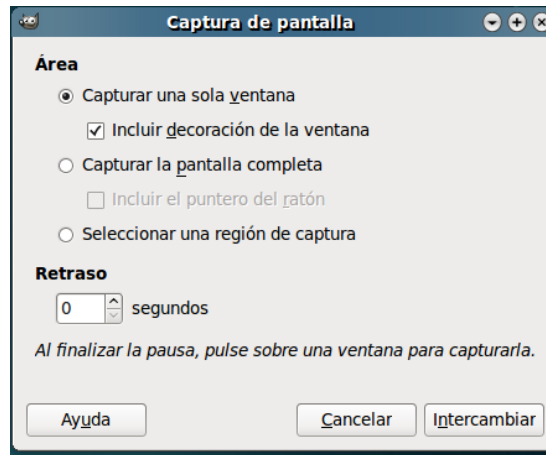 Captura de pantalla
Área
Capturar una sola ventana
Incluir decoración de la ventana
Capturar la pantalla completa
Incluir el puntero del ratón
Seleccionar una región de captura
Retraso
0 segundos
Al finalizar la pausa, pulse sobre una ventana para capturarla.
Ayuda Cancelar Intercambiar